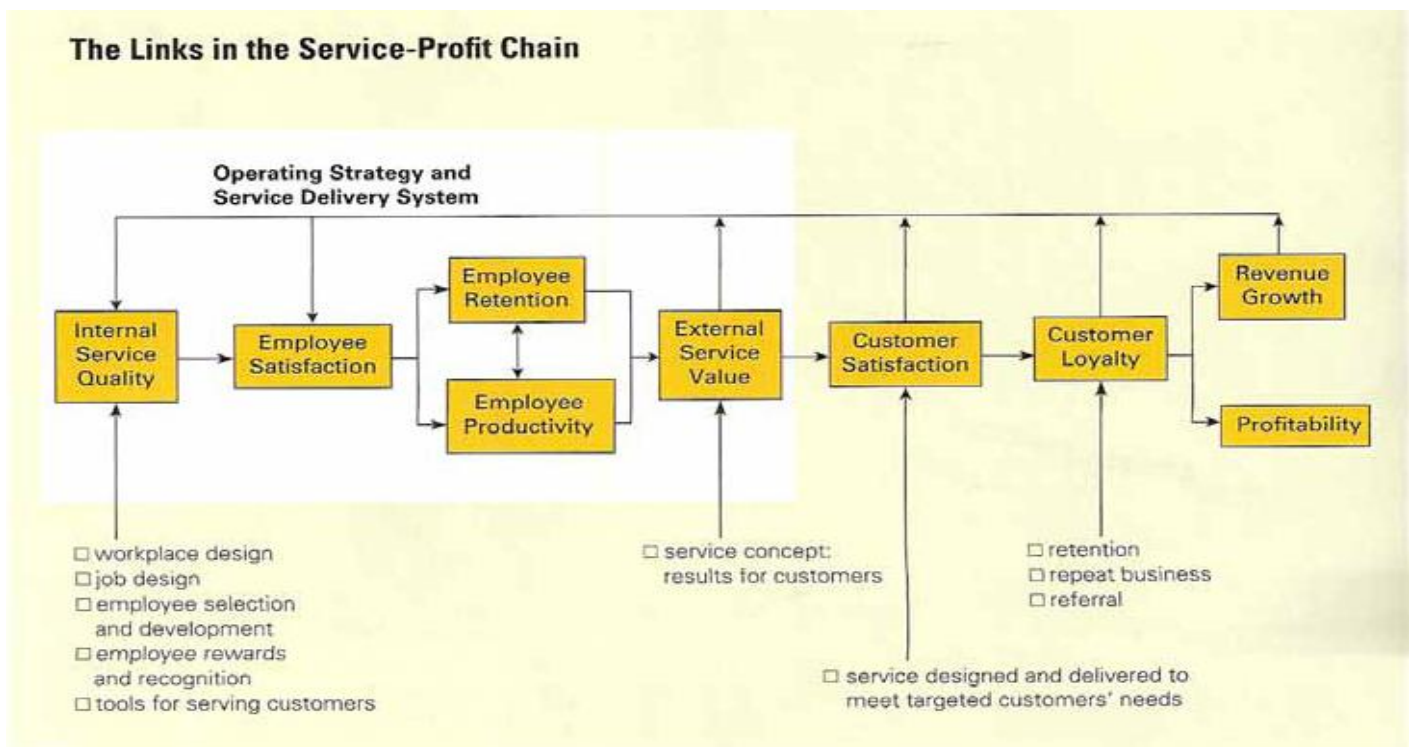 The Links in the Service-Profit Chain
Operating Strategy and
Service Delivery System
Internal
Service
Quality
Employee
Satisfaction
Employee
Retention
Employee
Productivity
External
Service
Value
Customer
Satisfaction
Customer
Loyalty
Revenue
Growth
Profitability
workplace design
job design
employee selection
and development
employee rewards
and recognition
tools for serving customers
service concept:
results for customers
service designed and delivered to
meet targeted customers' needs
retention
repeat business
referral